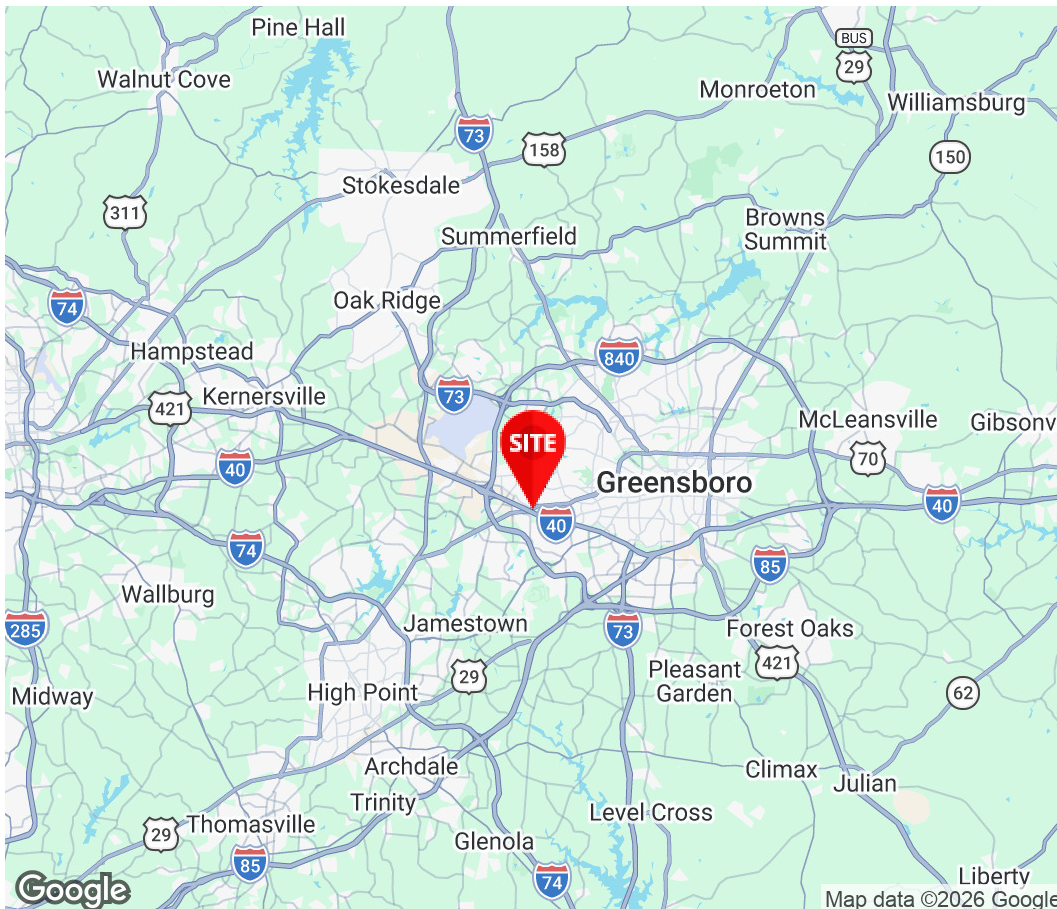 Pine Hall
BUS
29
Walnut Cove
Monroeton
Williamsburg
73
158
150
Stokesdale
311
Browns
Summit
Summerfield
74
Oak Ridge
Hampstead
840
Kernersville
73
421
McLeansville
Gibsonv
SITE
70
40
Greensboro
40
40
74
85
Wallburg
Jamestown
285
73
Forest Oaks
421
Pleasant
Garden
29
Midway
High Point
62
Archdale
Climax
Julian
Trinity
Level Cross
29
Thomasville
Glenola
85
74
Liberty
Google
Map data ©2026 Google